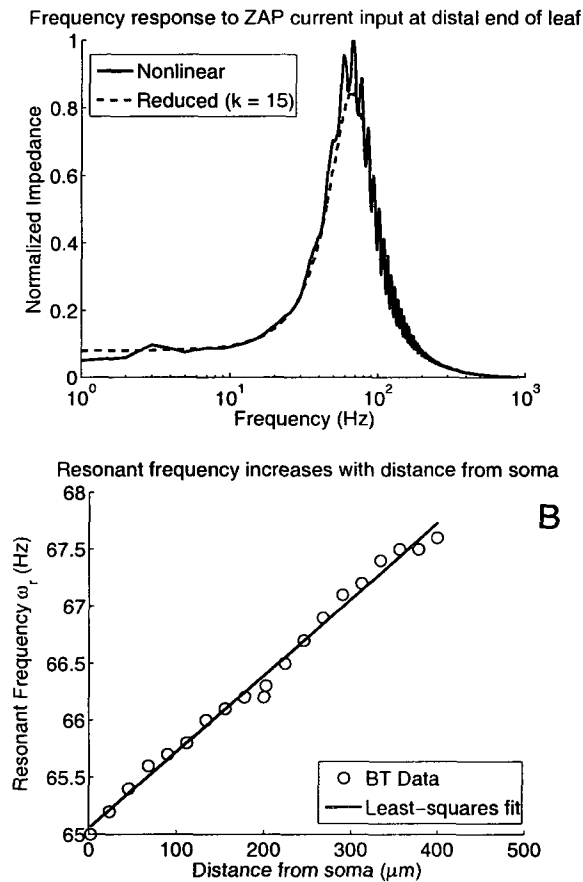 Frequency response to ZAP current input at distal end of leaf
Nonlinear
Reduced (k = 15)
Normalized Impedance
1
0.8
0.6
0.4
0.2
0
10^0
10^1
10^2
10^3
Frequency (Hz)
Resonant frequency increases with distance from soma
B
Resonant Frequency ω_r (Hz)
68
67.5
67
66.5
66
65.5
65
BT Data
Least-squares fit
0
100
200
300
400
500
Distance from soma (μm)